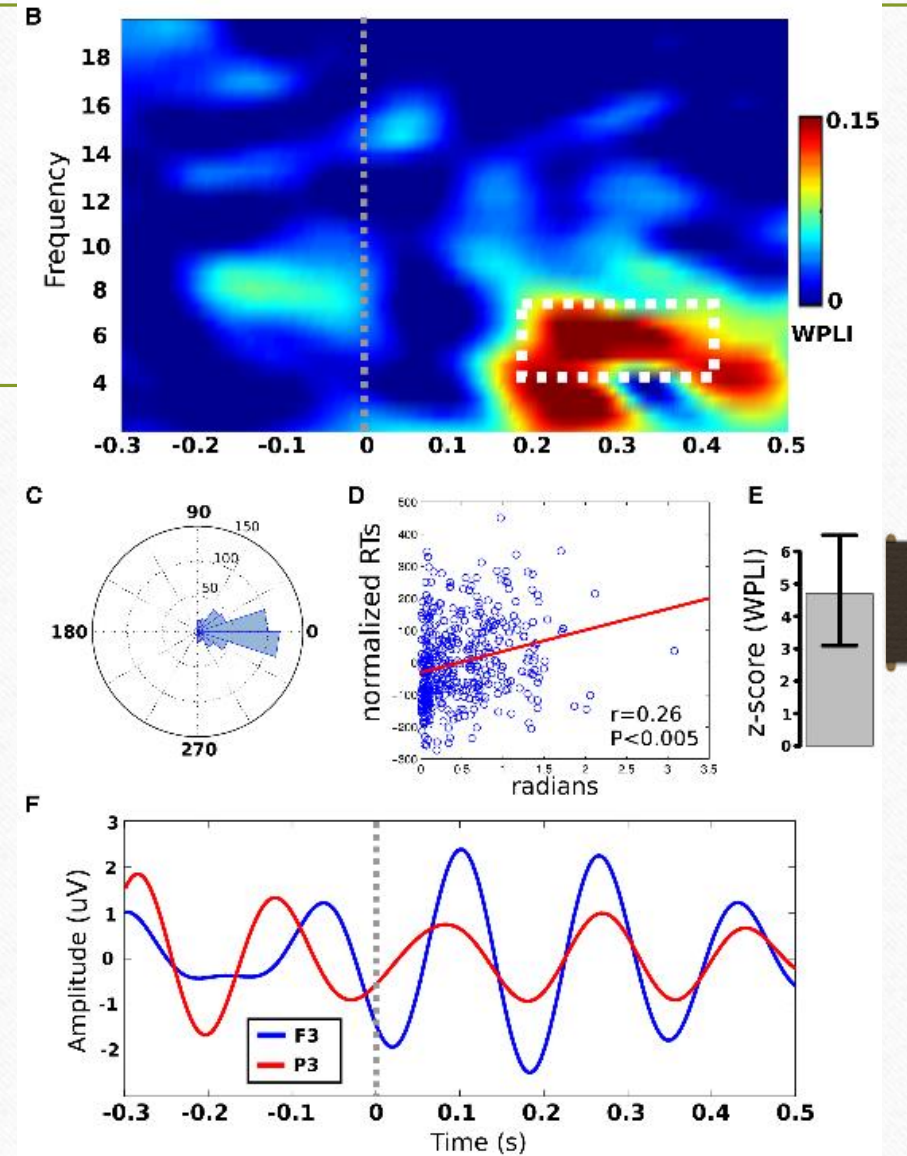 B
18
16
14
12
10
8
6
4
Frequency
-0.3 -0.2 -0.1 0 0.1 0.2 0.3 0.4 0.5
0.15
0
WPLI
C
90
150
100
50
180
0
270
D
500
400
300
200
100
0
-100
-200
-300
normalized RTs
r=0.26
P<0.005
0 0.5 1 1.5 2 2.5 3 3.5
radians
E
6
5
4
3
2
1
0
z-score (WPLI)
F
3
2
1
0
-1
-2
Amplitude (uV)
F3
P3
-0.3 -0.2 -0.1 0 0.1 0.2 0.3 0.4 0.5
Time (s)